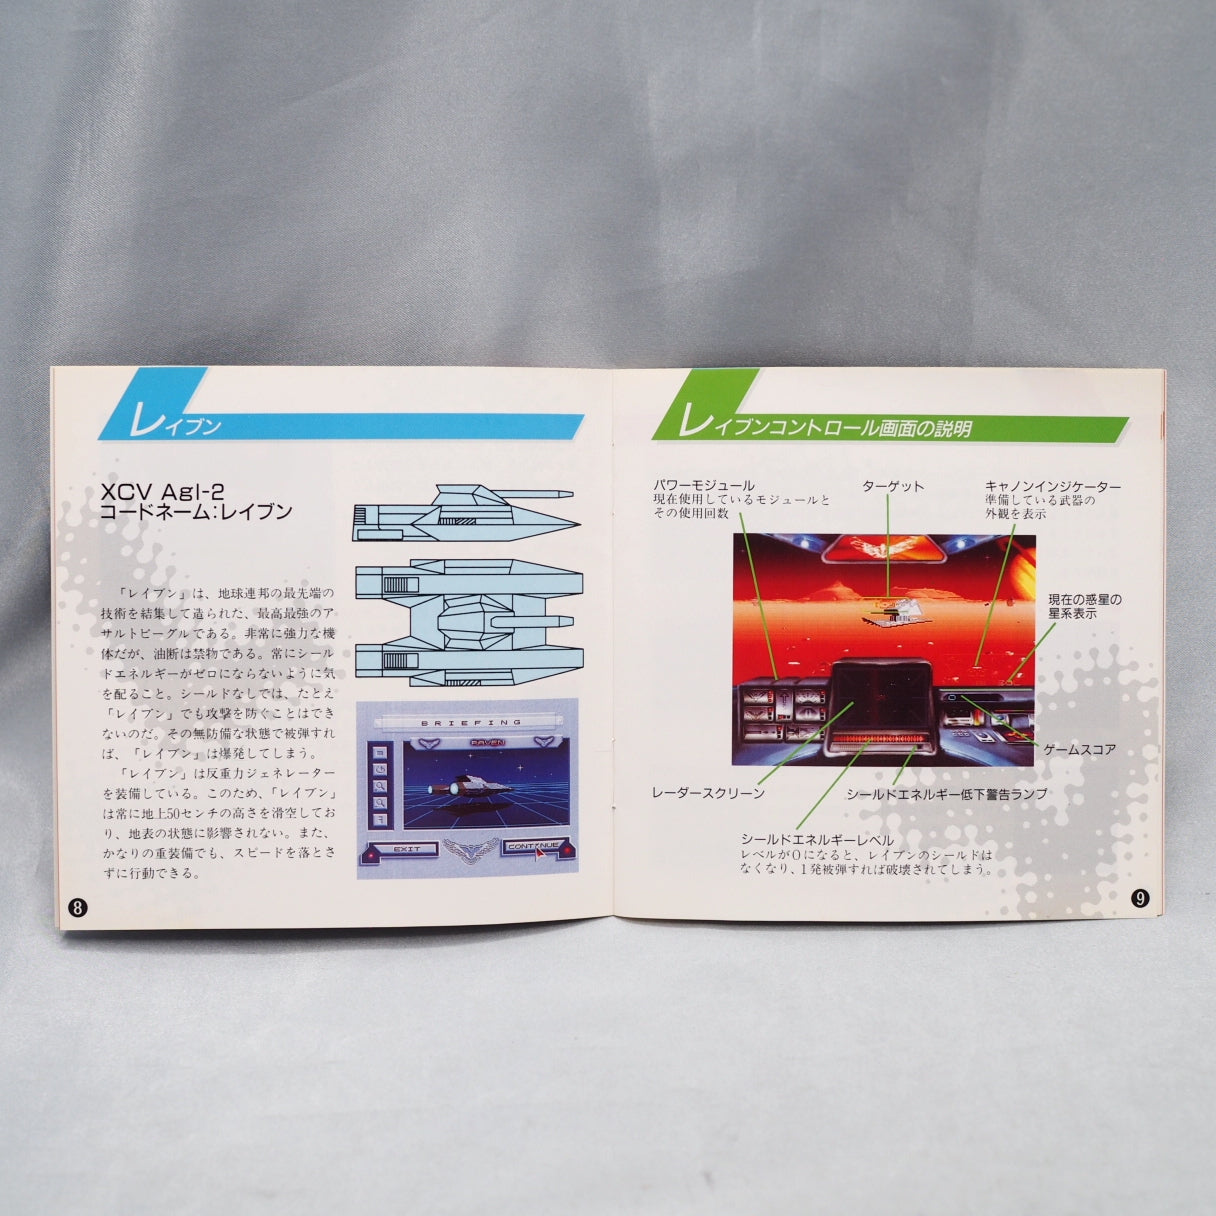 レイブン
XCV AgI-2
コードネーム:レイブン
「レイブン」は、地球連邦の最先端の
技術を結集して造られた、最高最強のア
サルトビークルである。非常に強力な機
体だが、油断は禁物である。常にシール
ドエネルギーがゼロにならないように気
を配ること。シールドなしでは、たとえ
「レイブン」でも攻撃を防ぐことはでき
ないのだ。その無防備な状態で被弾すれ
ば、「レイブン」は爆発してしまう。
「レイブン」は反重力ジェネレーター
を装備している。このため、「レイブン」
は常に地上50センチの高さを滑空してお
り、地表の状態に影響されない。また、
かなりの重装備でも、スピードを落とさ
ずに行動できる。
BRIEFING
RAVEN
EXIT
CONTINUE
8
レイブンコントロール画面の説明
パワーモジュール
現在使用しているモジュールと
その使用回数
ターゲット
キャノンインジケーター
準備している武器の
外観を表示
現在の惑星の
星系表示
ゲームスコア
レーダースクリーン
シールドエネルギー低下警告ランプ
シールドエネルギーレベル
レベルが0になると、レイブンのシールドは
なくなり、1発被弾すれば破壊されてしまう。
9